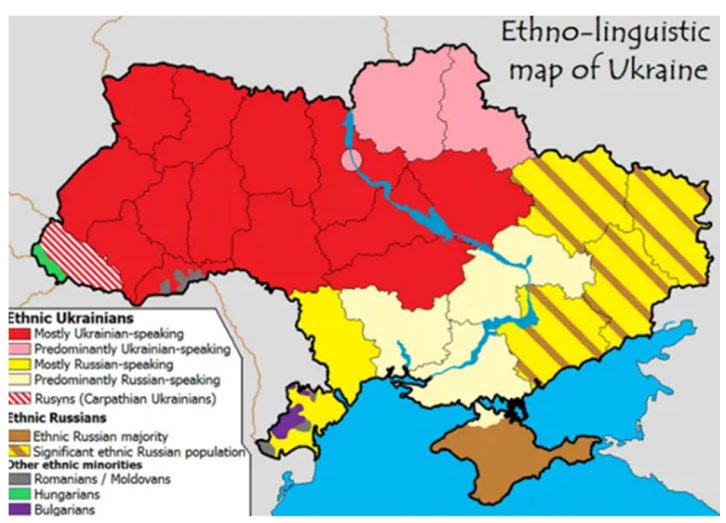 Ethno-linguistic
map of Ukraine
Ethnic Ukrainians
Mostly Ukrainian-speaking
Predominantly Ukrainian-speaking
Mostly Russian-speaking
Predominantly Russian-speaking
Rusyns (Carpathian Ukrainians)
Ethnic Russians
Ethnic Russian majority
Significant ethnic Russian population
Other ethnic minorities
Romanians / Moldovans
Hungarians
Bulgarians